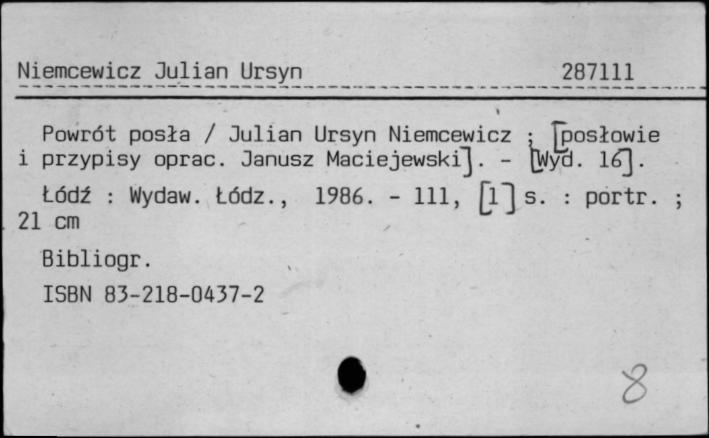 Niemcewicz Julian Ursyn 287111
Powrót posła / Julian Ursyn Niemcewicz ; [posłowie
i przypisy oprac. Janusz Maciejewski]. - [Wyd. 16].
Łódź : Wydaw. Łódz., 1986. - 111, [1] s. : portr. ;
21 cm
Bibliogr.
ISBN 83-218-0437-2
8